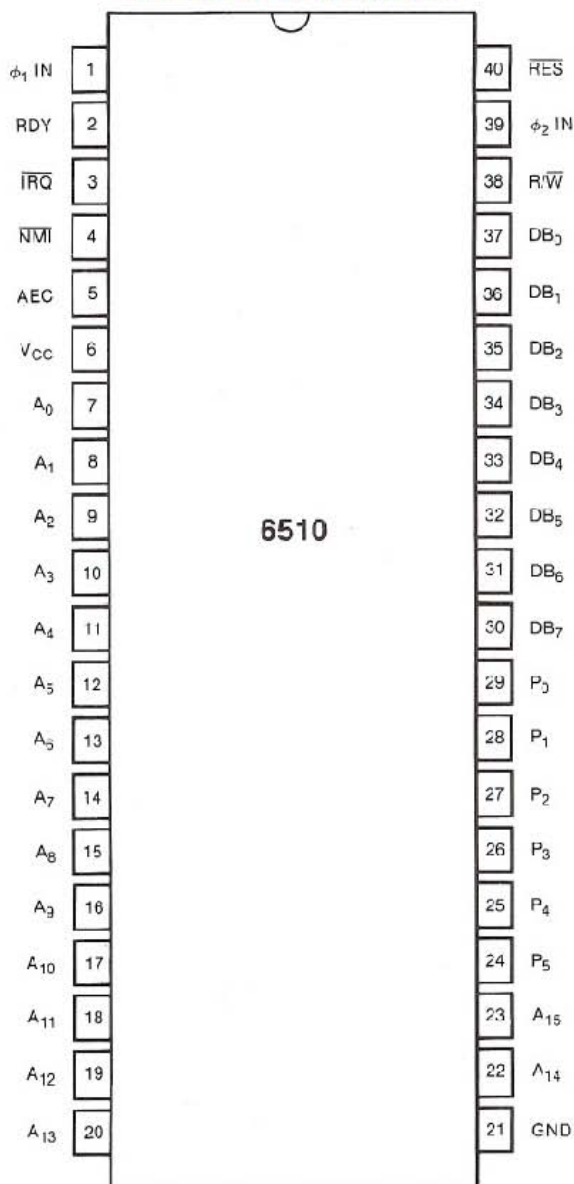 φ₁ IN 1 40 R̅E̅S̅
RDY 2 39 φ₂ IN
I̅R̅Q̅ 3 38 R/W̅
N̅M̅I̅ 4 37 DB₀
AEC 5 36 DB₁
V_CC 6 35 DB₂
A₀ 7 34 DB₃
A₁ 8 33 DB₄
A₂ 9 32 DB₅
6510
A₃ 10 31 DB₆
A₄ 11 30 DB₇
A₅ 12 29 P₀
A₆ 13 28 P₁
A₇ 14 27 P₂
A₈ 15 26 P₃
A₉ 16 25 P₄
A₁₀ 17 24 P₅
A₁₁ 18 23 A₁₅
A₁₂ 19 22 A₁₄
A₁₃ 20 21 GND